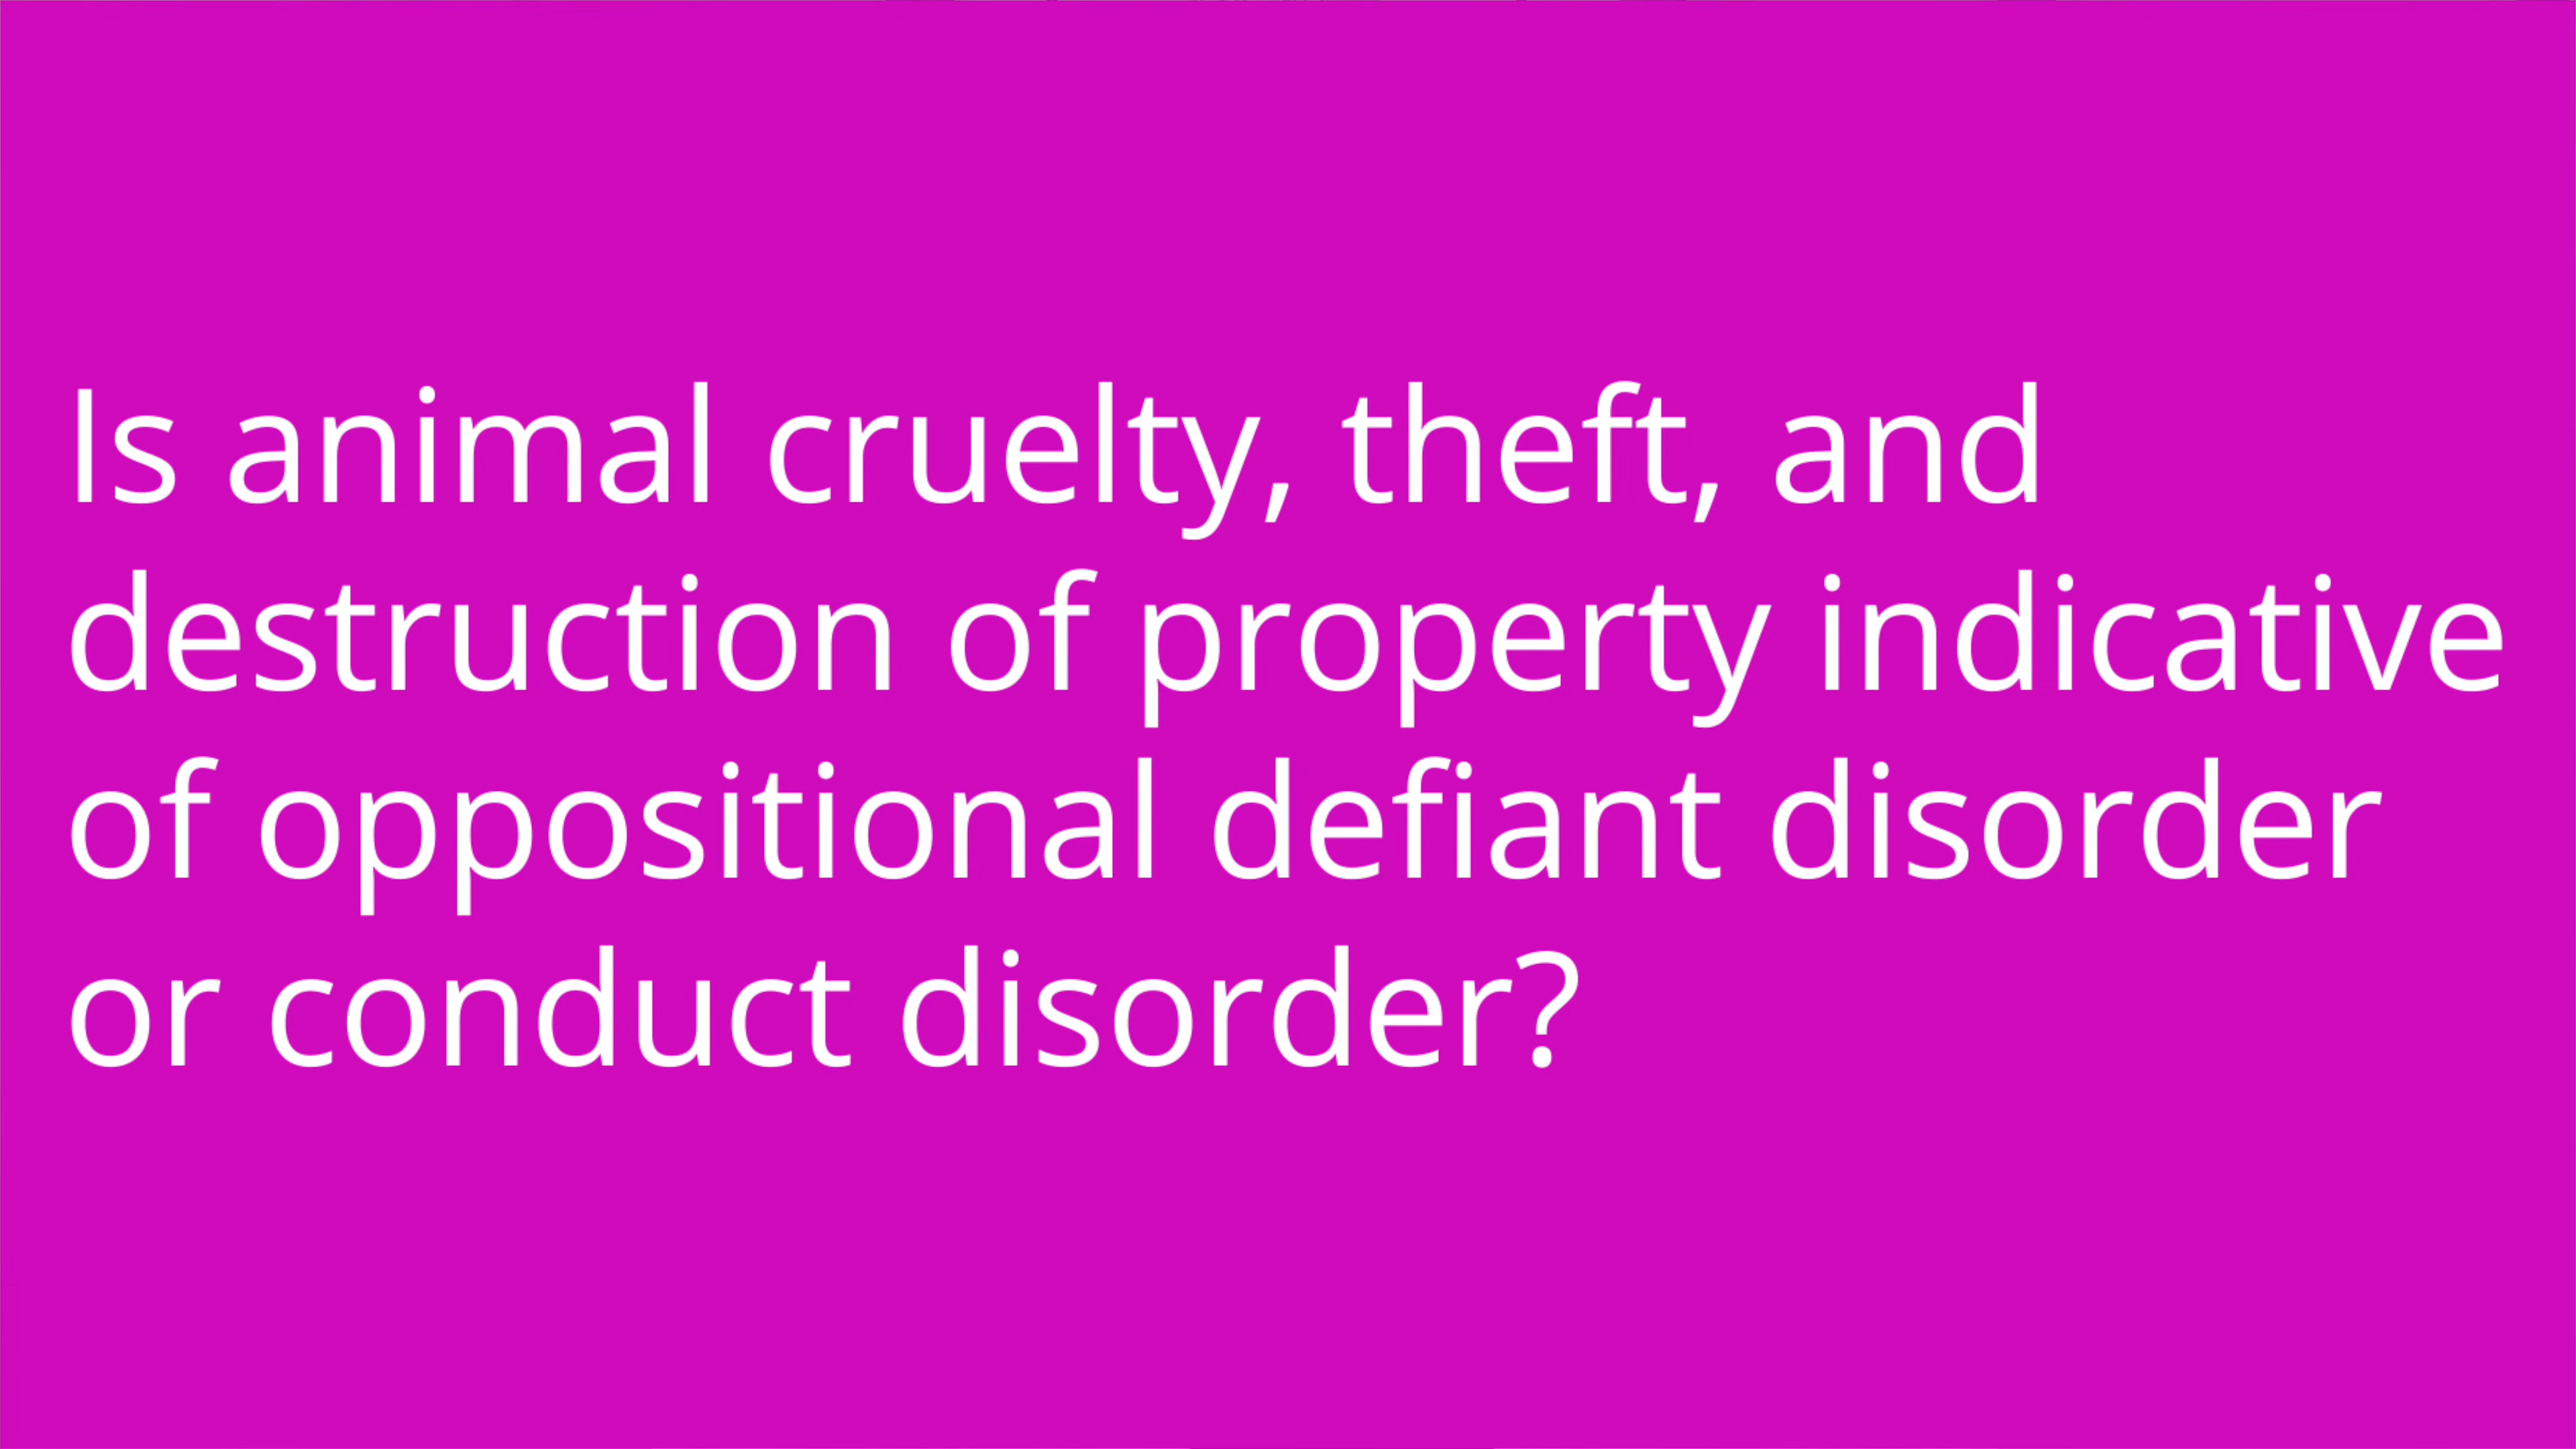 Is animal cruelty, theft, and
destruction of property indicative
of oppositional defiant disorder
or conduct disorder?